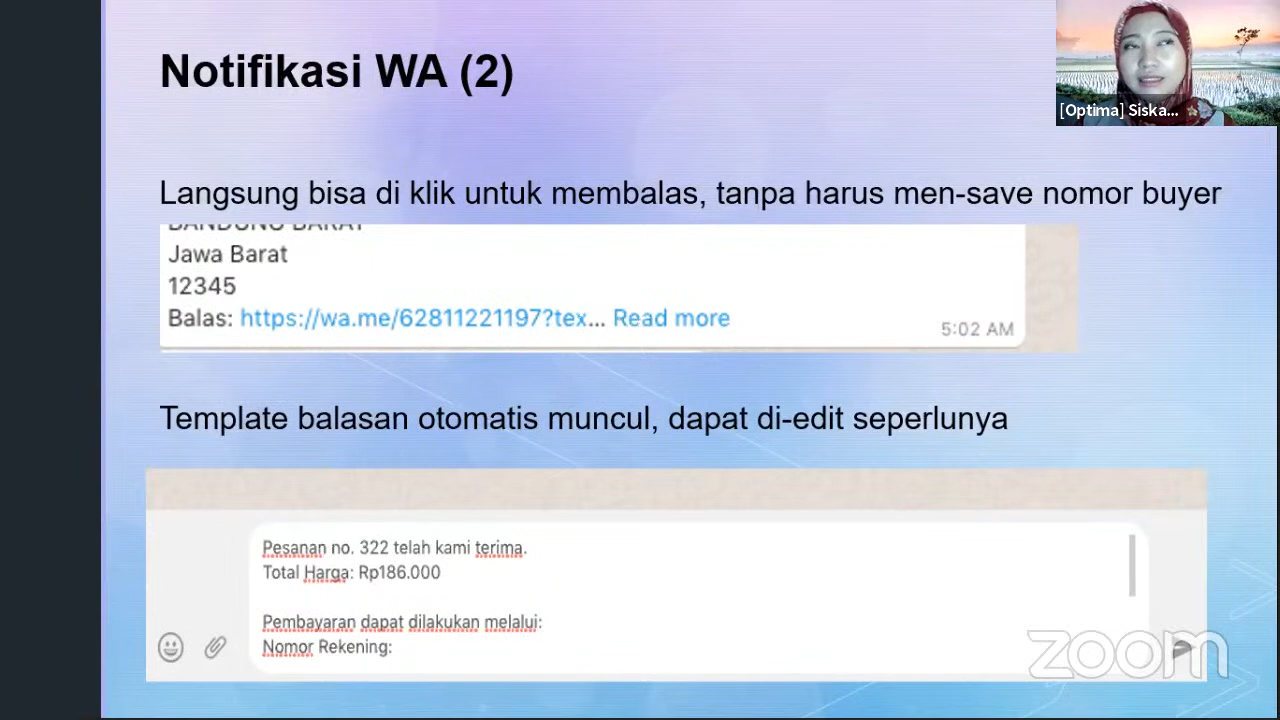 Notifikasi WA (2)
[Optima] Siska...
Langsung bisa di klik untuk membalas, tanpa harus men-save nomor buyer
BANDUNG BARAT
Jawa Barat
12345
Balas: https://wa.me/62811221197?tex... Read more
5:02 AM
Template balasan otomatis muncul, dapat di-edit seperlunya
Pesanan no. 322 telah kami terima.
Total Harga: Rp186.000
Pembayaran dapat dilakukan melalui:
Nomor Rekening:
zoom